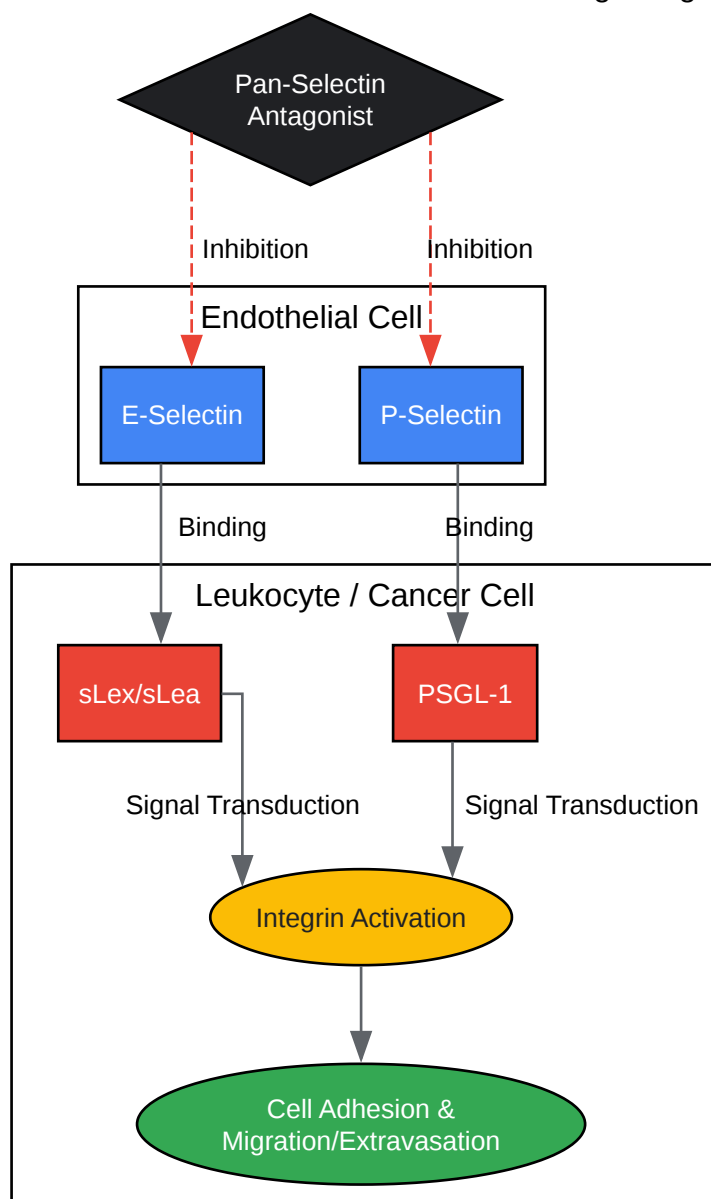 Pan-Selectin
Antagonist
Inhibition
Inhibition
Endothelial Cell
E-Selectin
P-Selectin
Binding
Binding
Leukocyte / Cancer Cell
sLex/sLea
PSGL-1
Signal Transduction
Signal Transduction
Integrin Activation
Cell Adhesion &
Migration/Extravasation